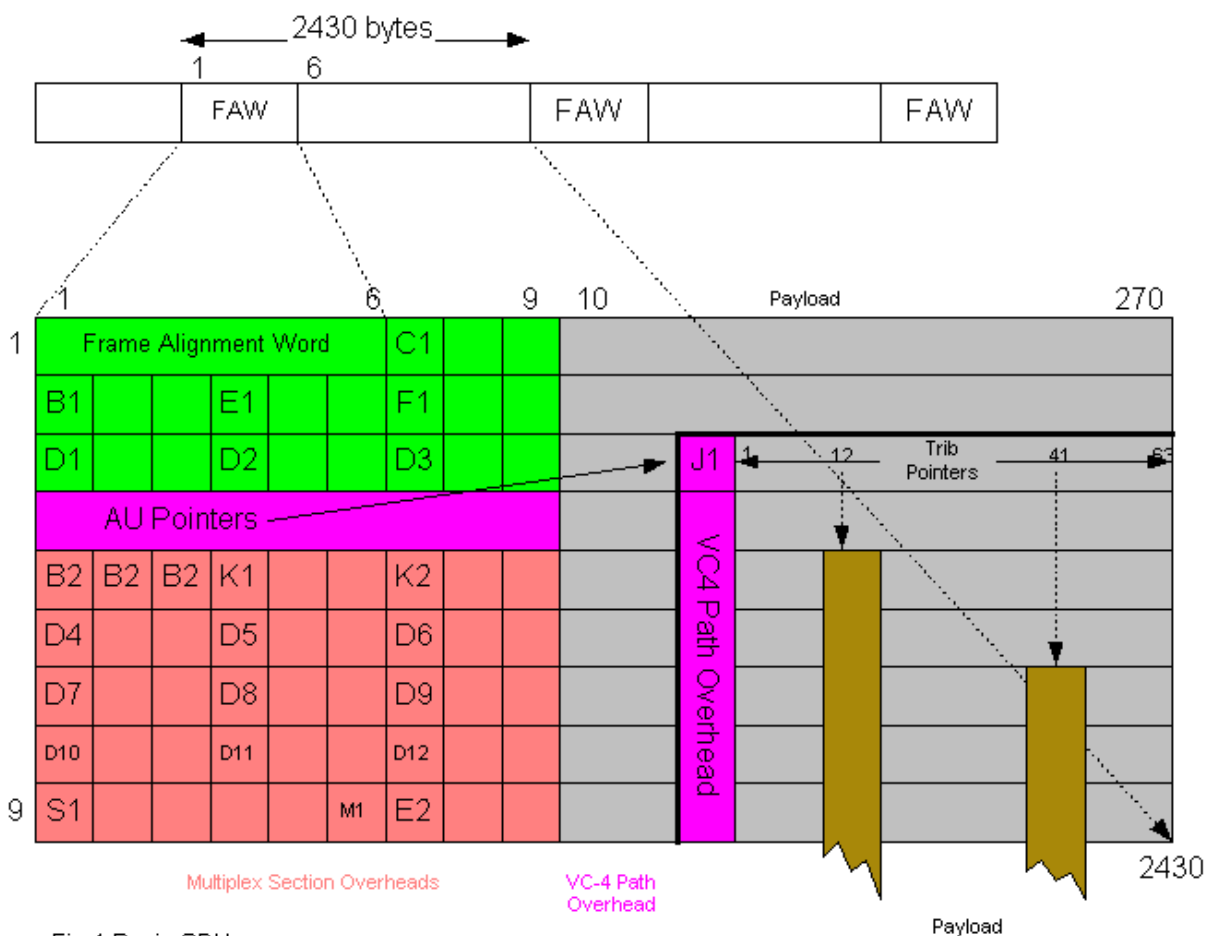 2430 bytes
1 6
FAW FAW FAW
1 6 9 10 Payload 270
1 Frame Alignment Word C1
B1 E1 F1
D1 D2 D3 J1 1 12 Trib Pointers 41 63
AU Pointers
VC4 Path Overhead
B2 B2 B2 K1 K2
D4 D5 D6
D7 D8 D9
D10 D11 D12
9 S1 M1 E2
2430
Multiplex Section Overheads
VC-4 Path
Overhead
Payload